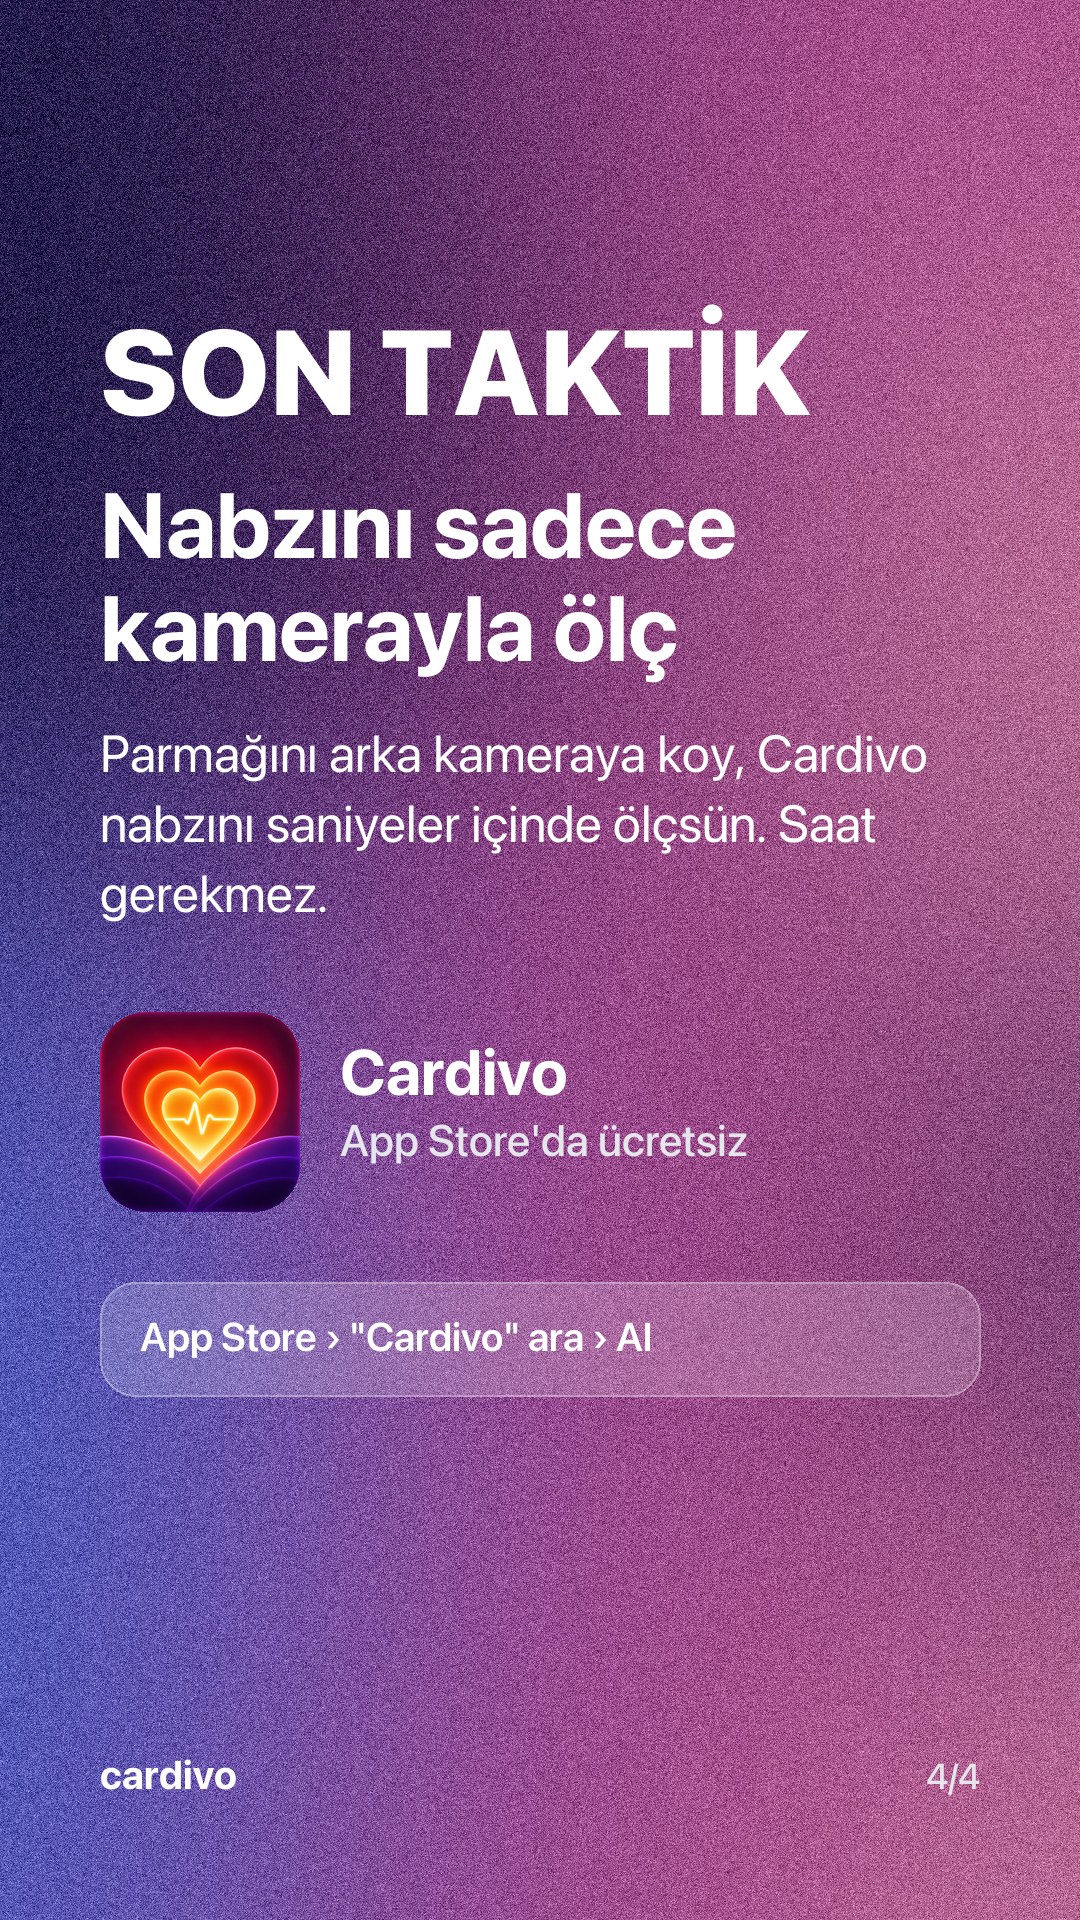 SON TAKTİK
Nabzını sadece
kamerayla ölç
Parmağını arka kameraya koy, Cardivo
nabzını saniyeler içinde ölçsün. Saat
gerekmez.
Cardivo
App Store'da ücretsiz
App Store › "Cardivo" ara › Al
cardivo
4/4